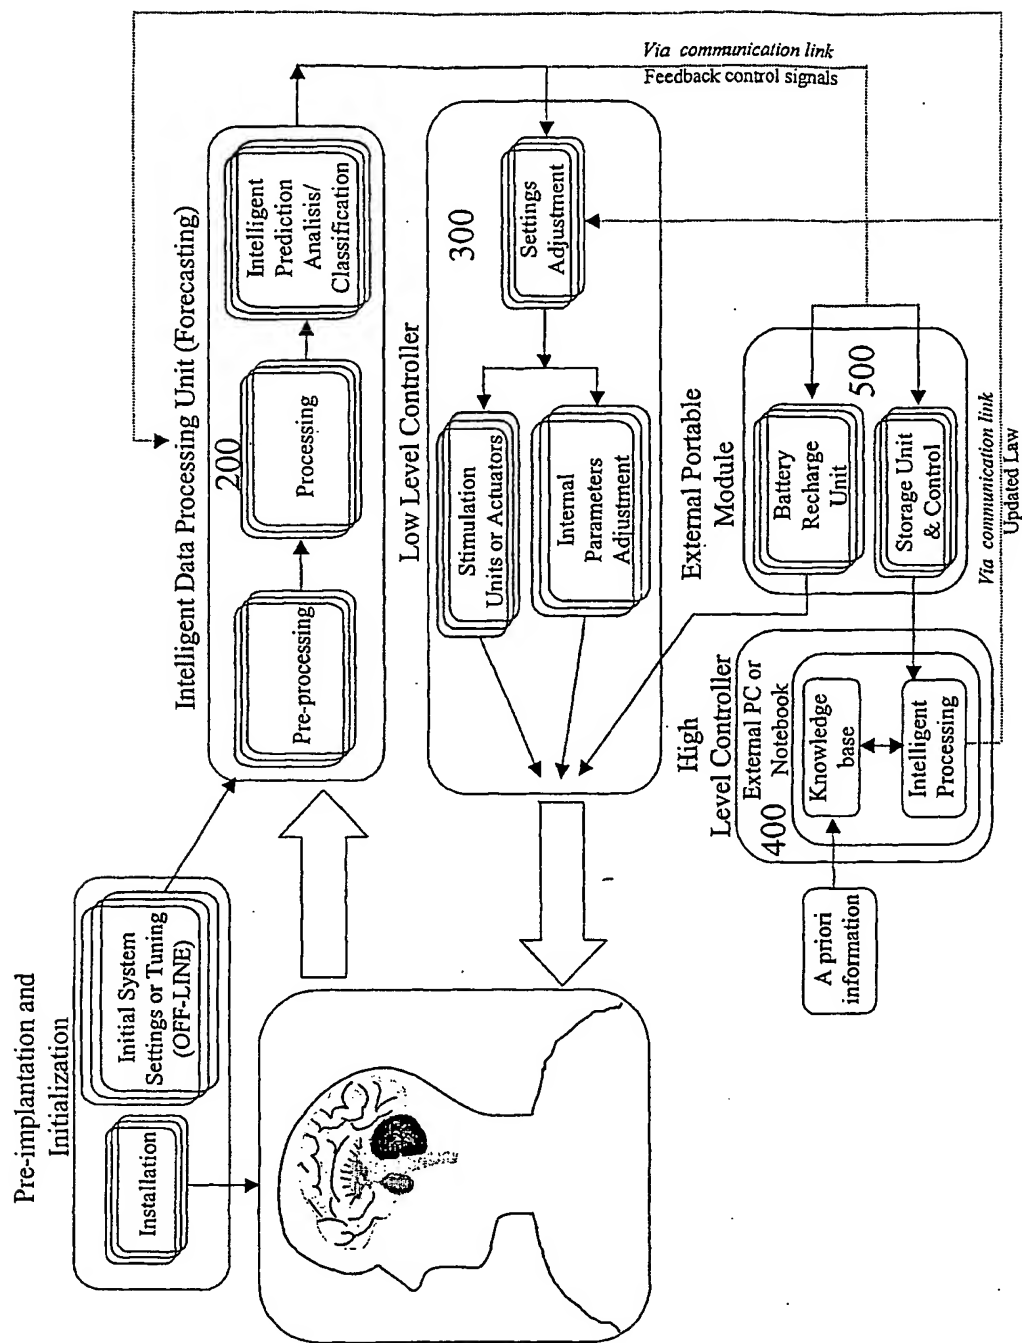 Pre-implantation and
Initialization
Installation
Initial System
Settings or Tuning
(OFF-LINE)
Intelligent Data Processing Unit (Forecasting)
200
Pre-processing
Processing
Intelligent
Prediction
Analisis/
Classification
Via communication link
Feedback control signals
Low Level Controller
300
Stimulation
Units or Actuators
Internal
Parameters
Adjustment
Settings
Adjustment
High
Level Controller
External PC or
Notebook
400
Knowledge
base
Intelligent
Processing
A priori
information
External Portable
Module
500
Battery
Recharge
Unit
Storage Unit
& Control
Via communication link
Updated Law